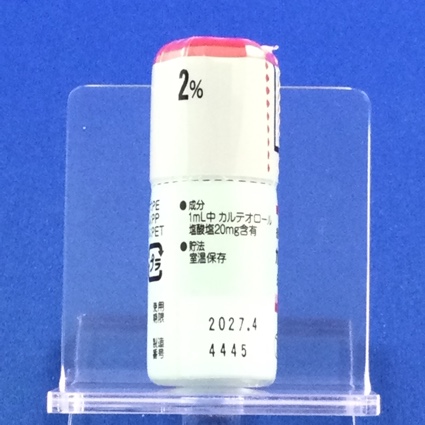 2%
●成分
1mL中 カルテオロール
塩酸塩20mg含有
●貯法
室温保存
PE
PP
PET
プラ
使用
期限
2027.4
製造
番号
4445